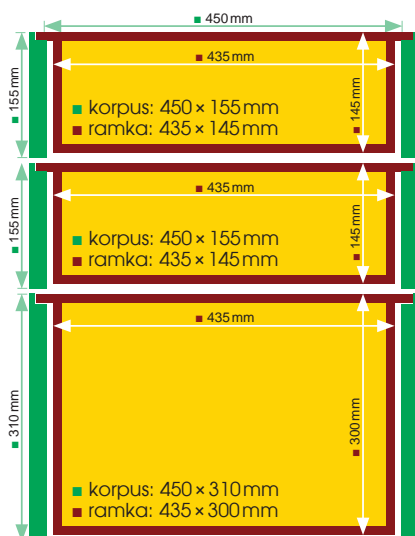 450 mm
155 mm
435 mm
145 mm
korpus: 450 × 155 mm
ramka: 435 × 145 mm
155 mm
435 mm
145 mm
korpus: 450 × 155 mm
ramka: 435 × 145 mm
310 mm
435 mm
300 mm
korpus: 450 × 310 mm
ramka: 435 × 300 mm